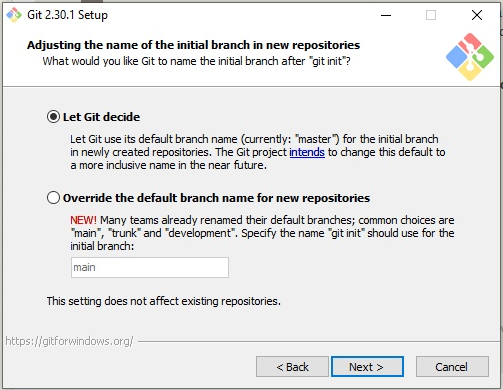 Git 2.30.1 Setup
Adjusting the name of the initial branch in new repositories
What would you like Git to name the initial branch after "git init"?
Let Git decide
Let Git use its default branch name (currently: "master") for the initial branch
in newly created repositories. The Git project intends to change this default to
a more inclusive name in the near future.
Override the default branch name for new repositories
NEW! Many teams already renamed their default branches; common choices are
"main", "trunk" and "development". Specify the name "git init" should use for the
initial branch:
main
This setting does not affect existing repositories.
https://gitforwindows.org/
< Back
Next >
Cancel